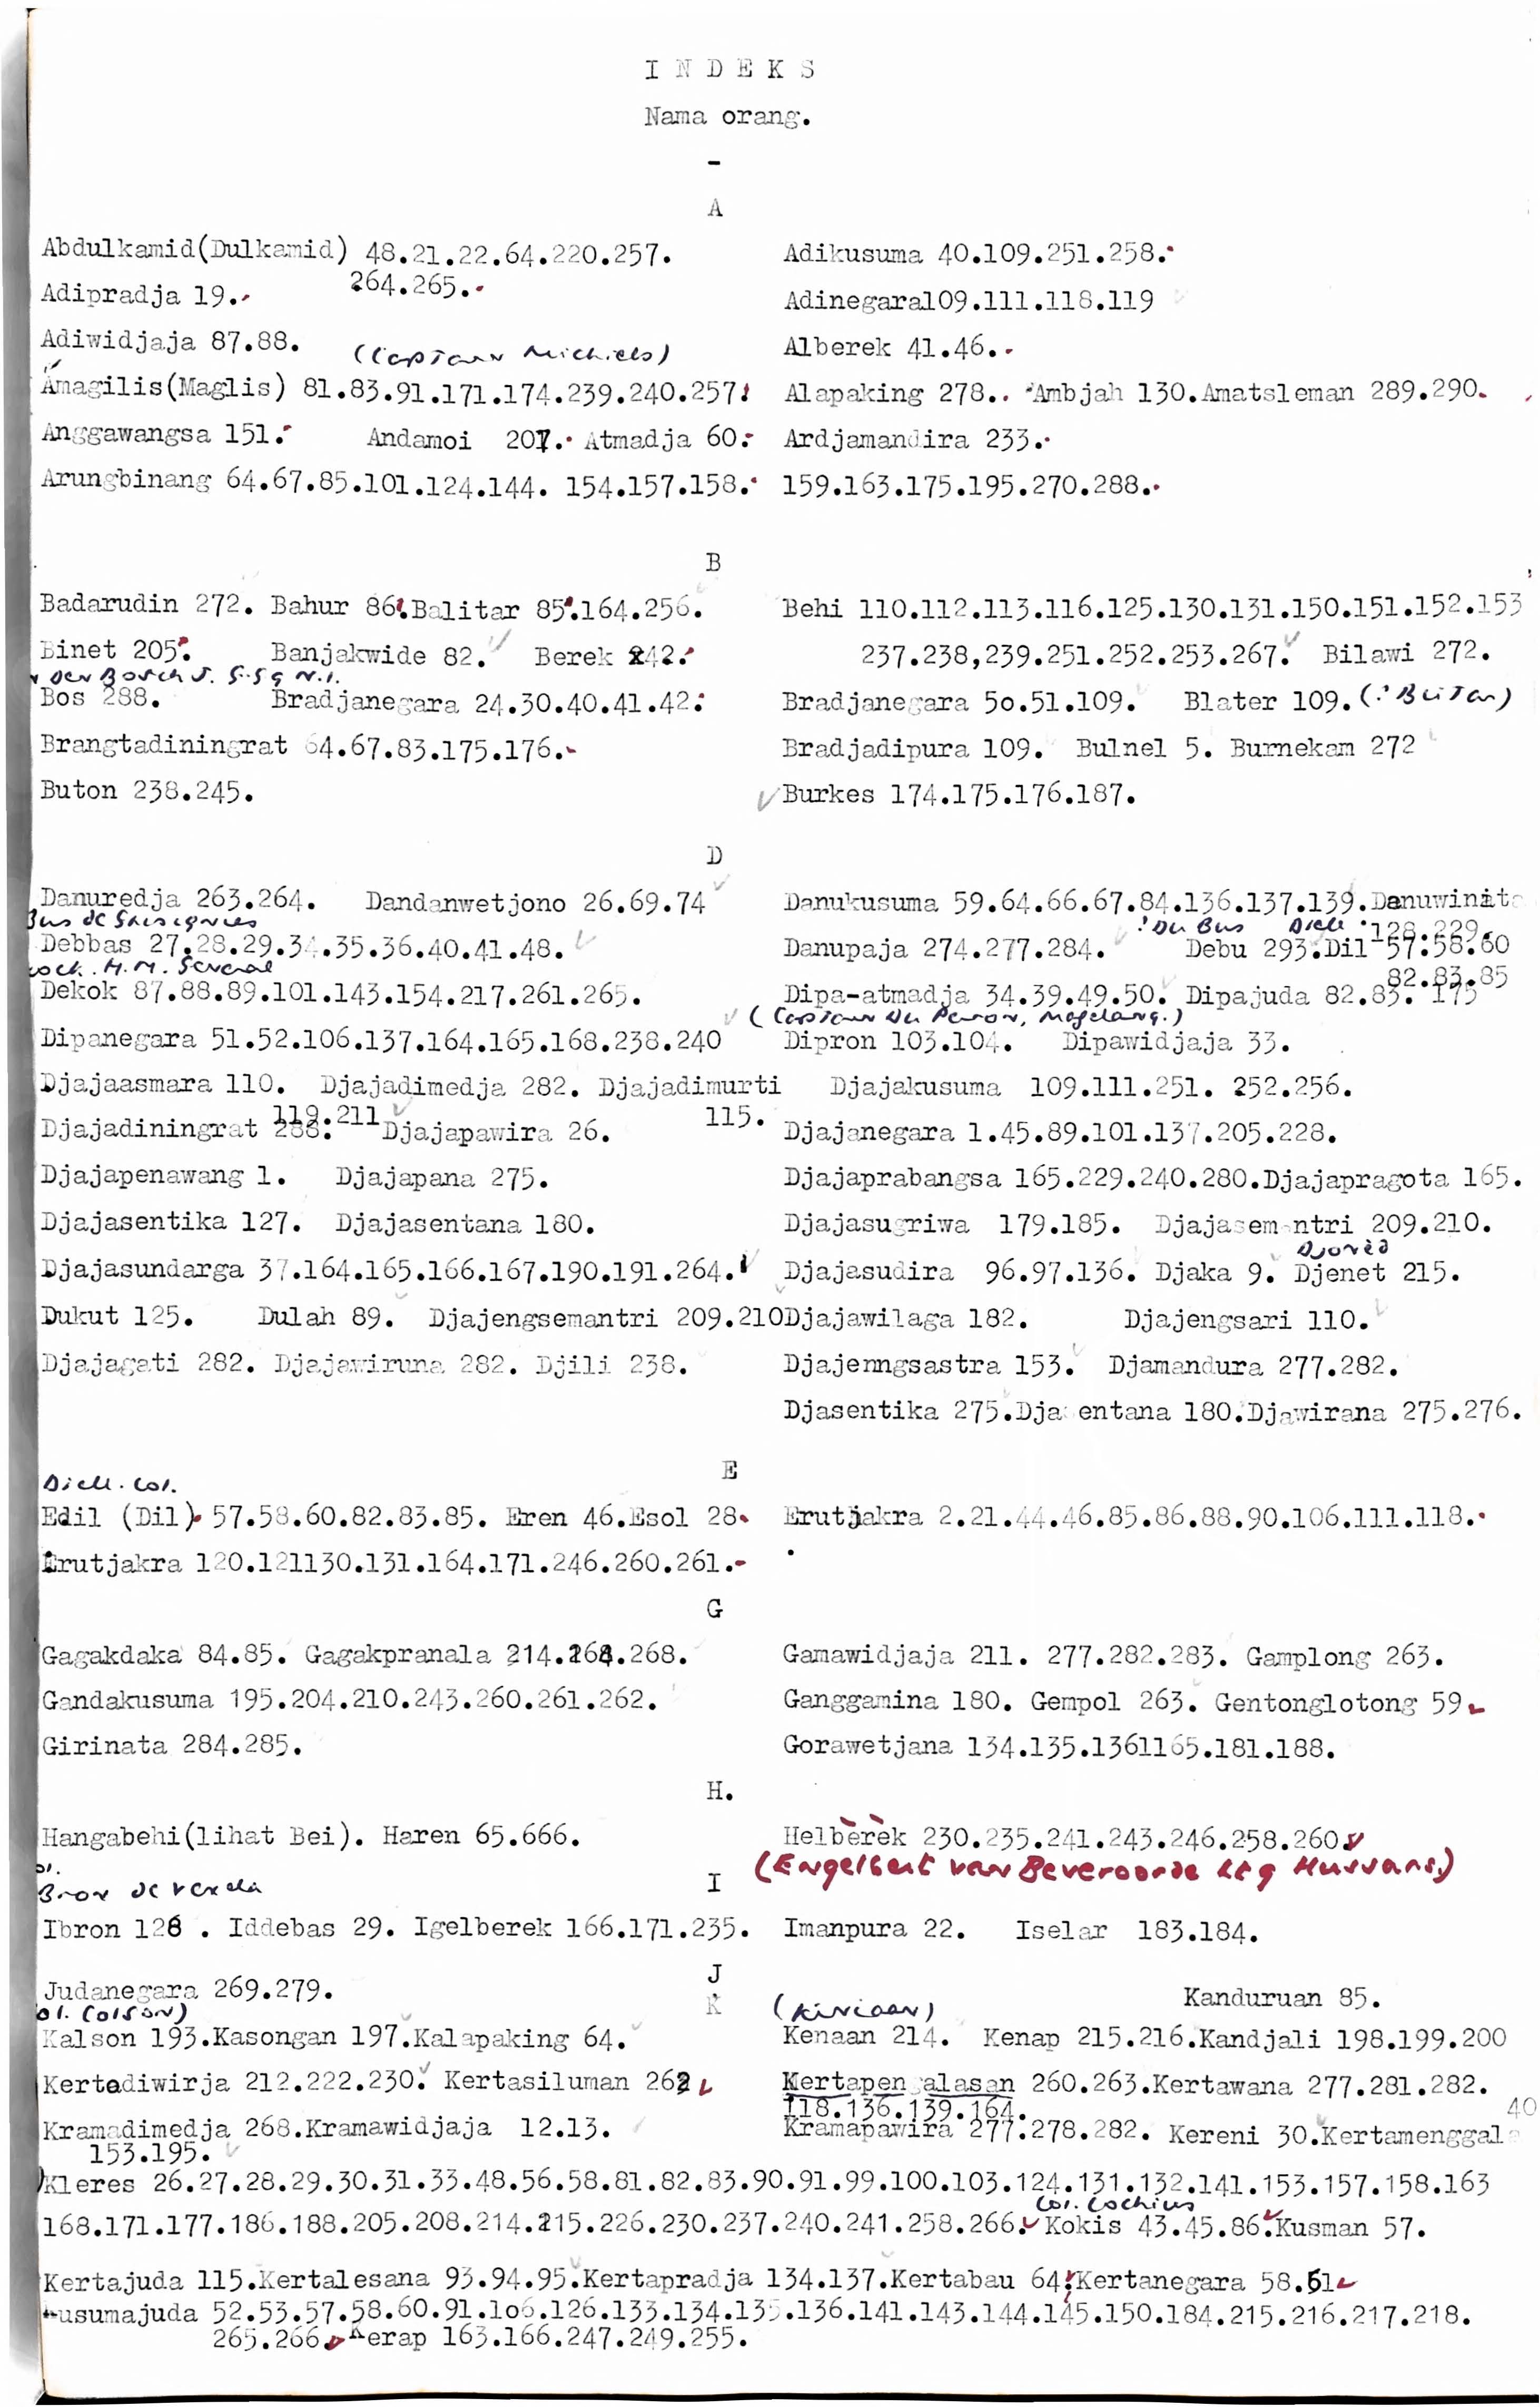 I N D E K S
Nama orang.
-
A
Abdulkamid(Dulkamid) 48.21.22.64.220.257. Adikusuma 40.109.251.258.
264.265.
Adipradja 19. Adinegara109.111.118.119
Adiwidjaja 87.88. Alberek 41.46.
(Captain Michiels)
Amagilis(Maglis) 81.83.91.171.174.239.240.257. Alapaking 278. Ambjah 130.Amatsleman 289.290.
Anggawangsa 151. Andamoi 207. Atmadja 60. Ardjamandira 233.
Arungbinang 64.67.85.101.124.144. 154.157.158. 159.163.175.195.270.288.
B
Badarudin 272. Bahur 86.Balitar 85.164.256. Behi 110.112.113.116.125.130.131.150.151.152.153
Binet 205. Banjakwide 82. Berek 242. 237.238,239.251.252.253.267. Bilawi 272.
v den Bosch J. G.G g N.I.
Bos 288. Bradjanegara 24.30.40.41.42. Bradjanegara 5o.51.109. Blater 109.(: Blitar)
Brangtadiningrat 64.67.83.175.176. Bradjadipura 109. Bulnel 5. Burnekam 272
Buton 238.245. Burkes 174.175.176.187.
D
Danuredja 263.264. Dandanwetjono 26.69.74 Danukusuma 59.64.66.67.84.136.137.139.Danuwinata
Bus de Ghisignies : Du Bus Diell 128.229.
Debbas 27.28.29.34.35.36.40.41.48. Danupaja 274.277.284. Debu 293.Dil 57.58.60
Kock. H.M. General 82.83.85
Dekok 87.88.89.101.143.154.217.261.265. Dipa-atmadja 34.39.49.50. Dipajuda 82.83. 175
(Captain Du Perron, Magelang.)
Dipanegara 51.52.106.137.164.165.168.238.240 Dipron 103.104. Dipawidjaja 33.
Djajaasmara 110. Djajadimedja 282. Djajadimurti Djajakusuma 109.111.251. 252.256.
119.211 115.
Djajadiningrat 288. Djajapawira 26. Djajanegara 1.45.89.101.137.205.228.
Djajapenawang 1. Djajapana 275. Djajaprabangsa 165.229.240.280.Djajapragota 165.
Djajasentika 127. Djajasentana 180. Djajasugriwa 179.185. Djajasemantri 209.210.
Djajasundarga 37.164.165.166.167.190.191.264. Djajasudira 96.97.136. Djaka 9. Djenet 215.
Dukut 125. Dulah 89. Djajengsemantri 209.210Djajawilaga 182. Djajengsari 110.
Djajagati 282. Djajawiruna 282. Djili 238. Djajenngsastra 153. Djamandura 277.282.
Djasentika 275.Djasentana 180.Djawirana 275.276.
E
Diell. Col.
Edil (Dil) 57.58.60.82.83.85. Eren 46.Esol 28. Erutjakra 2.21.44.46.85.86.88.90.106.111.118.
Erutjakra 120.121130.131.164.171.246.260.261.
G
Gagakdaka 84.85. Gagakpranala 214.264.268. Gamawidjaja 211. 277.282.283. Gamplong 263.
Gandakusuma 195.204.210.243.260.261.262. Ganggamina 180. Gempol 263. Gentonglotong 59
Girinata 284.285. Gorawetjana 134.135.1361165.181.188.
H.
Hangabehi(lihat Bei). Haren 65.666. Helbèrèk 230.235.241.243.246.258.260
(Engelbert van Beveroorde Ltg Hussars)
I
Ibron 126 . Iddebas 29. Igelberek 166.171.235. Imanpura 22. Iselar 183.184.
J
Judanegara 269.279. Kanduruan 85.
K
Col. Colson) (Kiriaan)
Kalson 193.Kasongan 197.Kalapaking 64. Kenaan 214. Kenap 215.216.Kandjali 198.199.200
Kertodiwirja 212.222.230. Kertasiluman 262 Kertapengalasan 260.263.Kertawana 277.281.282.
118.136.139.164. 40
Kramadimedja 268.Kramawidjaja 12.13. Kramapawira 277.278.282. Kereni 30.Kertamenggala
153.195.
Kleres 26.27.28.29.30.31.33.48.56.58.81.82.83.90.91.99.100.103.124.131.132.141.153.157.158.163
Col. Cochius
168.171.177.186.188.205.208.214.215.226.230.237.240.241.258.266. Kokis 43.45.86.Kusman 57.
Kertajuda 115.Kertalesana 93.94.95.Kertapradja 134.137.Kertabau 64.Kertanegara 58.61
Kusumajuda 52.53.57.58.60.91.1o6.126.133.134.135.136.141.143.144.145.150.184.215.216.217.218.
265.266. Kerap 163.166.247.249.255.